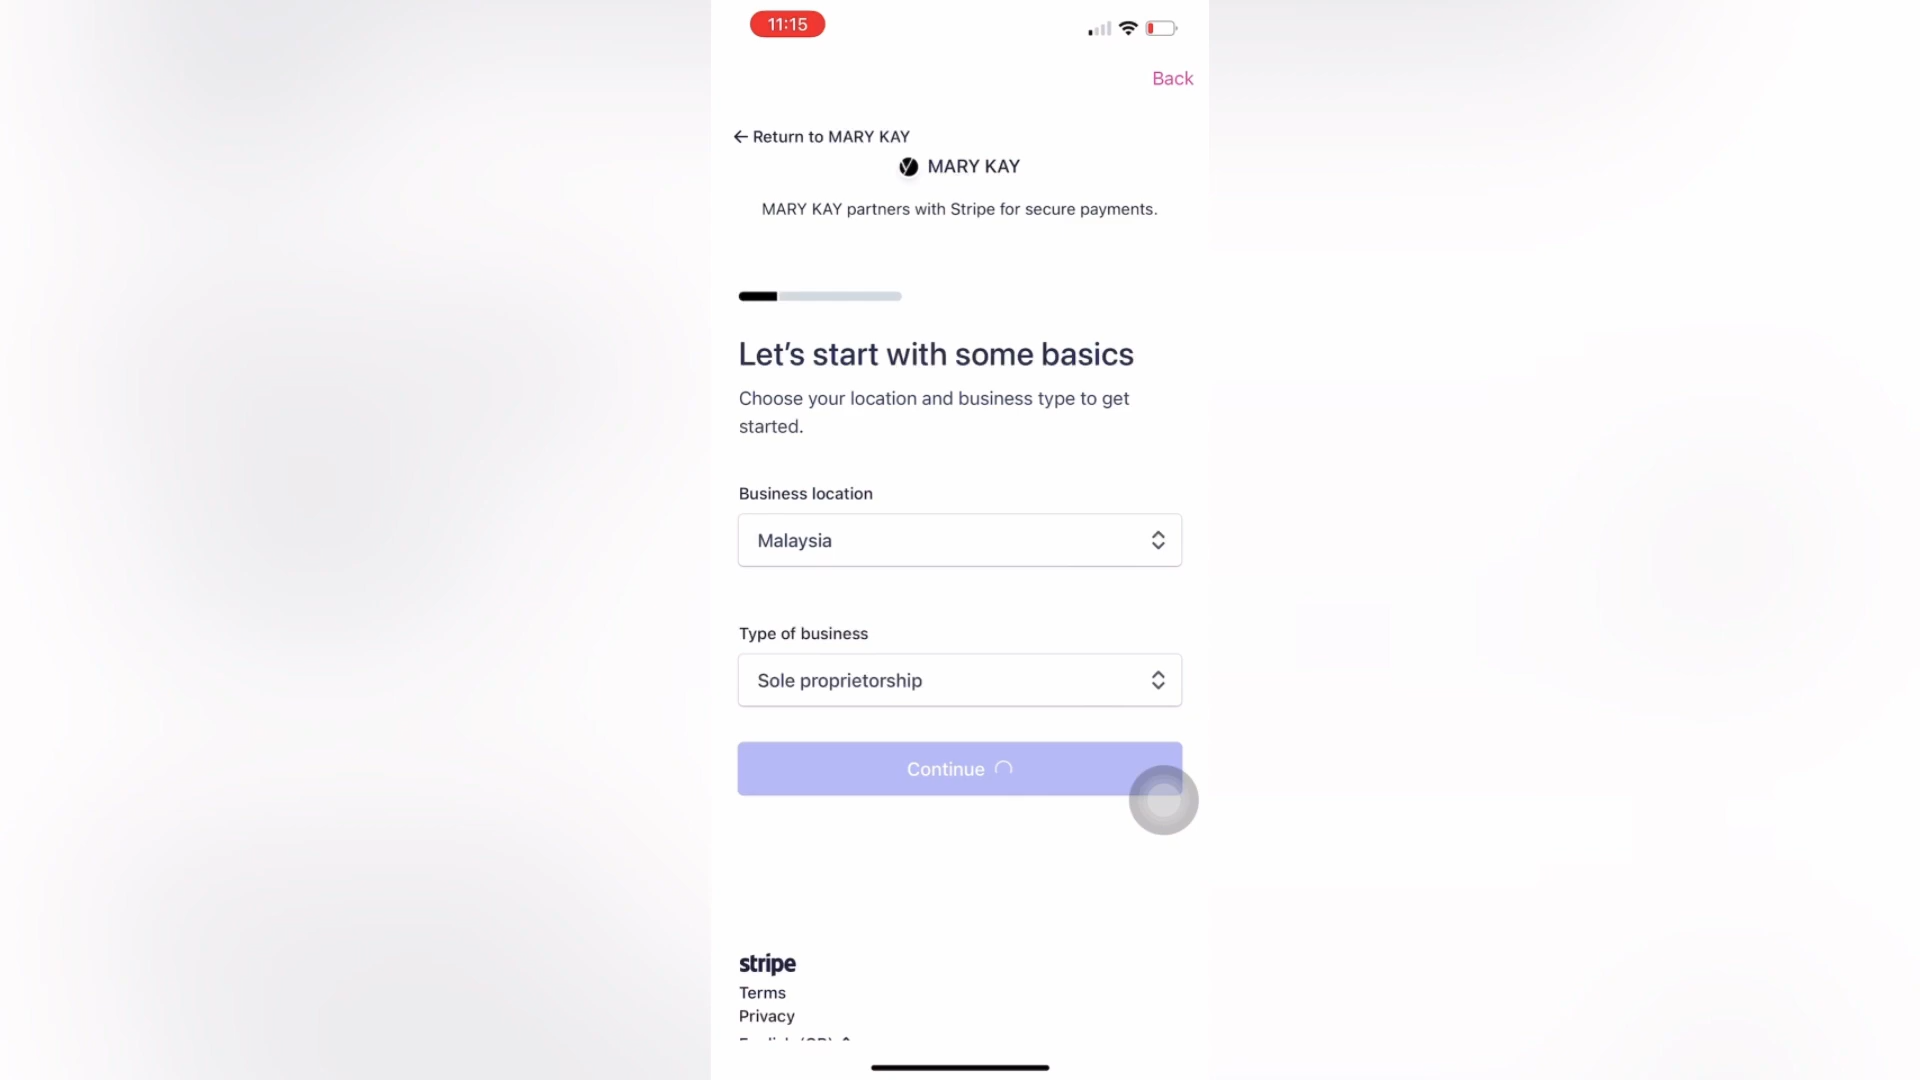 11:15
Back
← Return to MARY KAY
MARY KAY
MARY KAY partners with Stripe for secure payments.
Let's start with some basics
Choose your location and business type to get
started.
Business location
Malaysia
Type of business
Sole proprietorship
Continue
stripe
Terms
Privacy